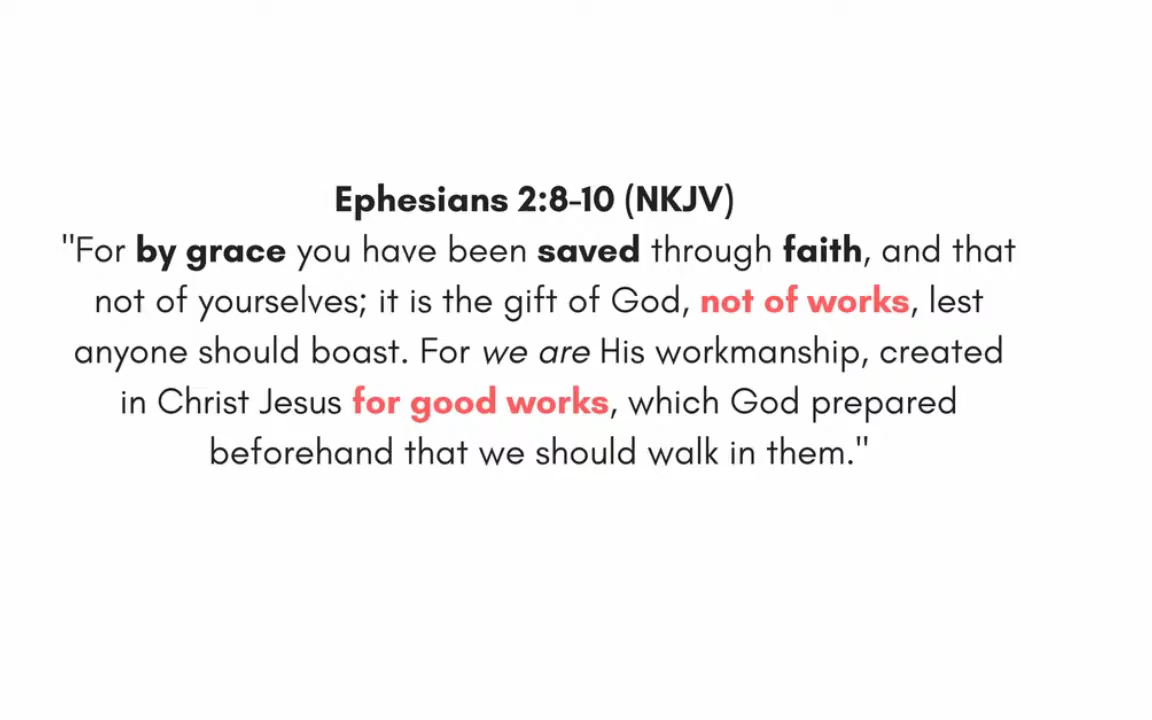 Ephesians 2:8-10 (NKJV)
"For by grace you have been saved through faith, and that
not of yourselves; it is the gift of God, not of works, lest
anyone should boast. For we are His workmanship, created
in Christ Jesus for good works, which God prepared
beforehand that we should walk in them."